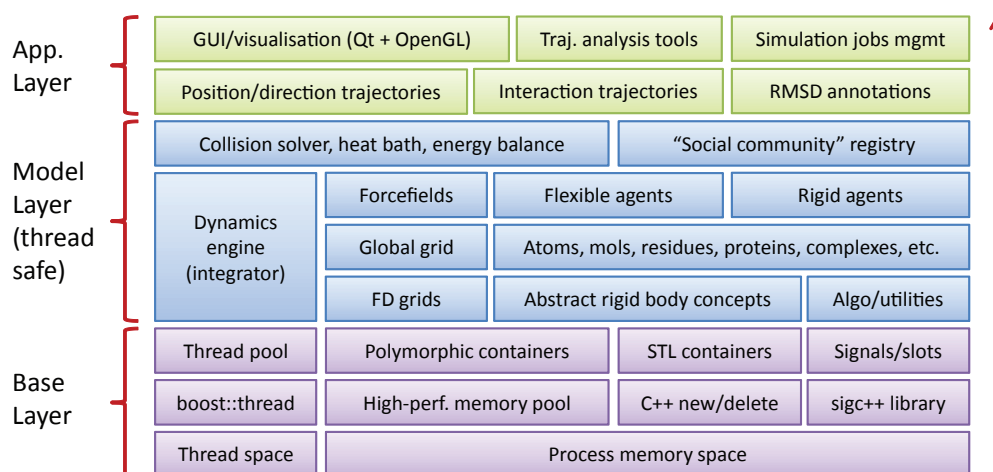 App.
Layer
GUI/visualisation (Qt + OpenGL)
Traj. analysis tools
Simulation jobs mgmt
Position/direction trajectories
Interaction trajectories
RMSD annotations
Model
Layer
(thread
safe)
Collision solver, heat bath, energy balance
“Social community” registry
Dynamics
engine
(integrator)
Forcefields
Flexible agents
Rigid agents
Global grid
Atoms, mols, residues, proteins, complexes, etc.
FD grids
Abstract rigid body concepts
Algo/utilities
Base
Layer
Thread pool
Polymorphic containers
STL containers
Signals/slots
boost::thread
High-perf. memory pool
C++ new/delete
sigc++ library
Thread space
Process memory space